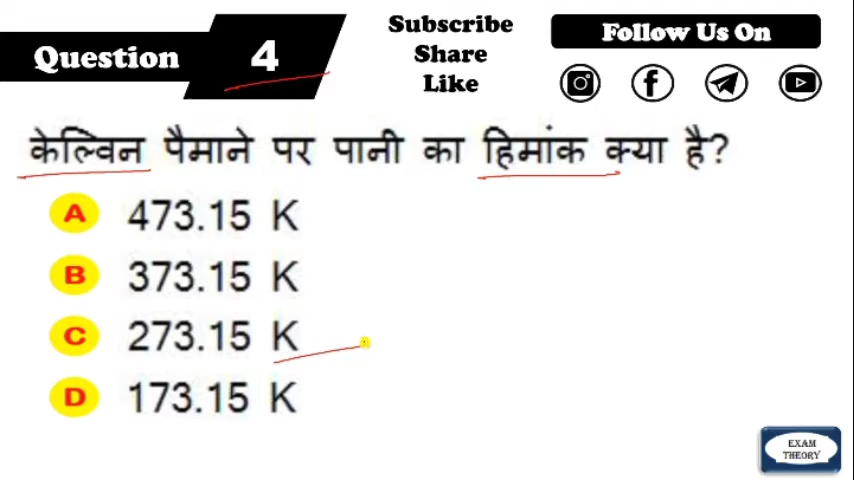 Question
4
Subscribe
Share
Like
Follow Us On
केल्विन पैमाने पर पानी का हिमांक क्या है?
A 473.15 K
B 373.15 K
C 273.15 K
D 173.15 K
EXAM
THEORY